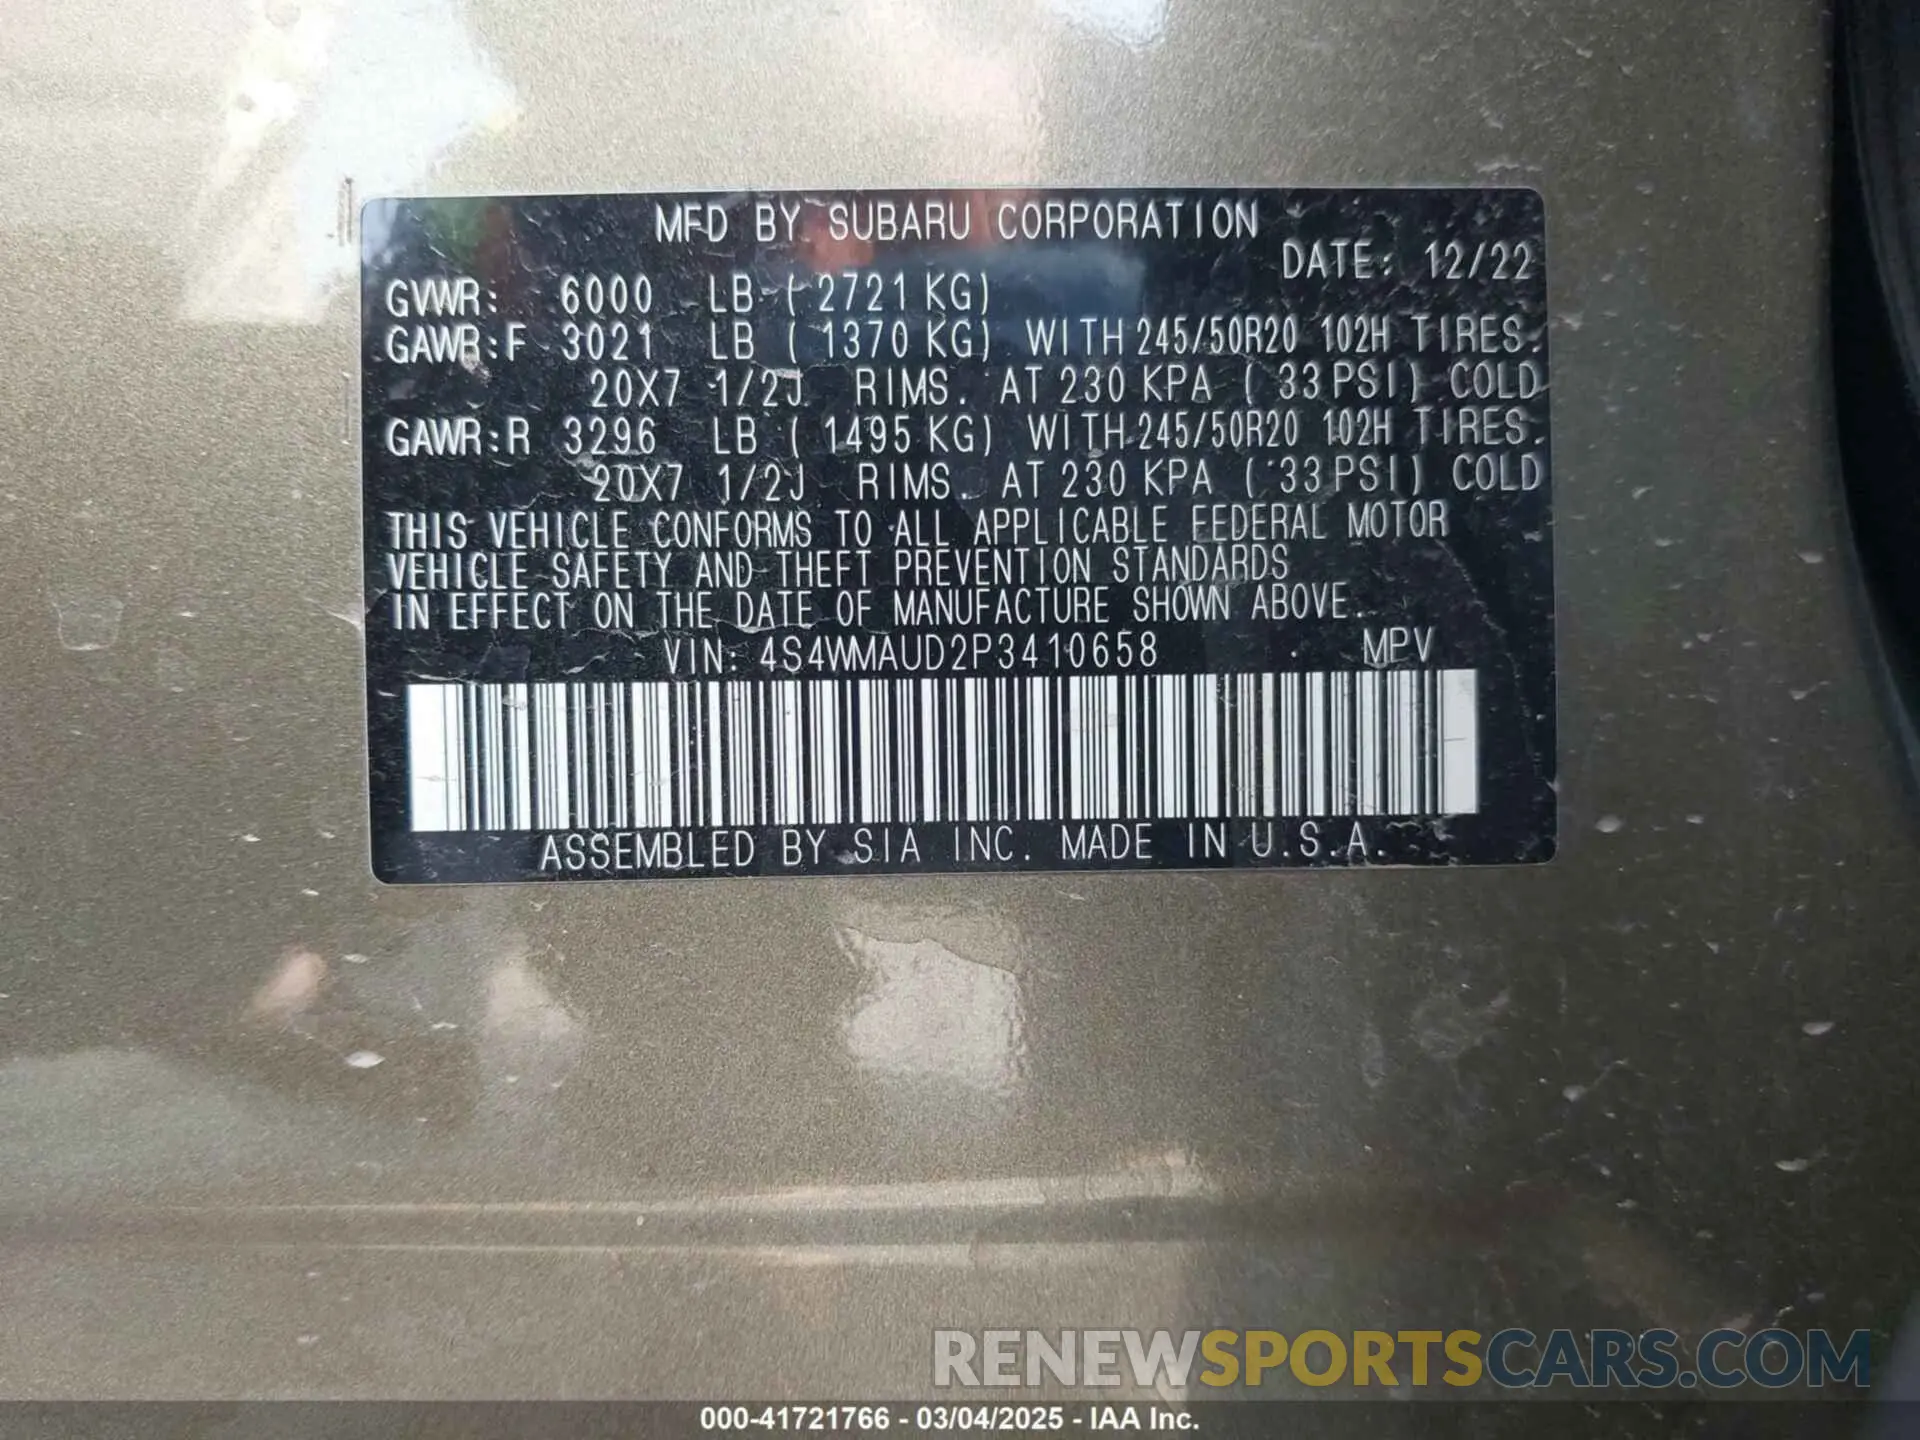 MFD BY SUBARU CORPORATION
DATE: 12/22
GVWR: 6000 LB ( 2721 KG)
GAWR:F 3021 LB ( 1370 KG) WITH 245/50R20 102H TIRES.
20X7 1/2J RIMS. AT 230 KPA ( 33 PSI) COLD
GAWR:R 3296 LB ( 1495 KG) WITH 245/50R20 102H TIRES.
20X7 1/2J RIMS. AT 230 KPA ( 33 PSI) COLD
THIS VEHICLE CONFORMS TO ALL APPLICABLE FEDERAL MOTOR
VEHICLE SAFETY AND THEFT PREVENTION STANDARDS
IN EFFECT ON THE DATE OF MANUFACTURE SHOWN ABOVE.
VIN: 4S4WMAUD2P3410658 MPV
ASSEMBLED BY SIA INC. MADE IN U.S.A.
RENEWSPORTSCARS.COM
000-41721766 - 03/04/2025 - IAA Inc.